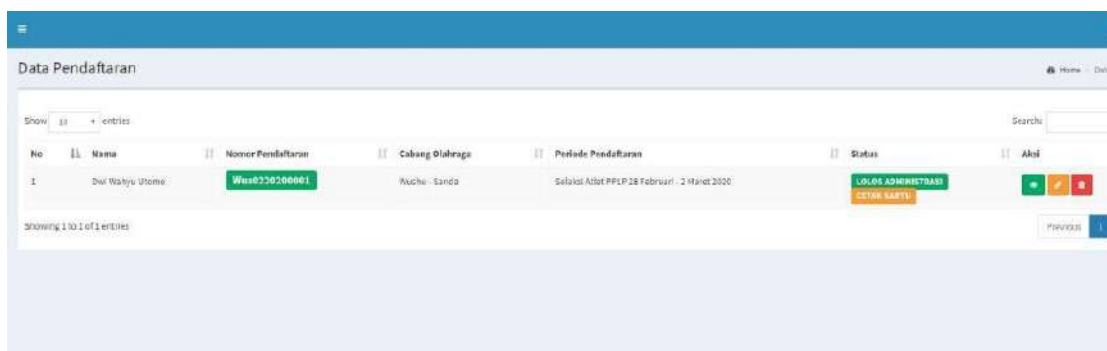 Data Pendaftaran
Home
Show 10 entries
Search:
No Nama Nomor Pendaftaran Cabang Olahraga Periode Pendaftaran Status Aksi
1 Dwi Wahyu Utomo Wus0220200001 Wushu - Sanda Seleksi Atlet PPLP 28 Februari - 2 Maret 2020 LOLOS ADMINISTRASI
CETAK KARTU
Showing 1 to 1 of 1 entries
Previous 1